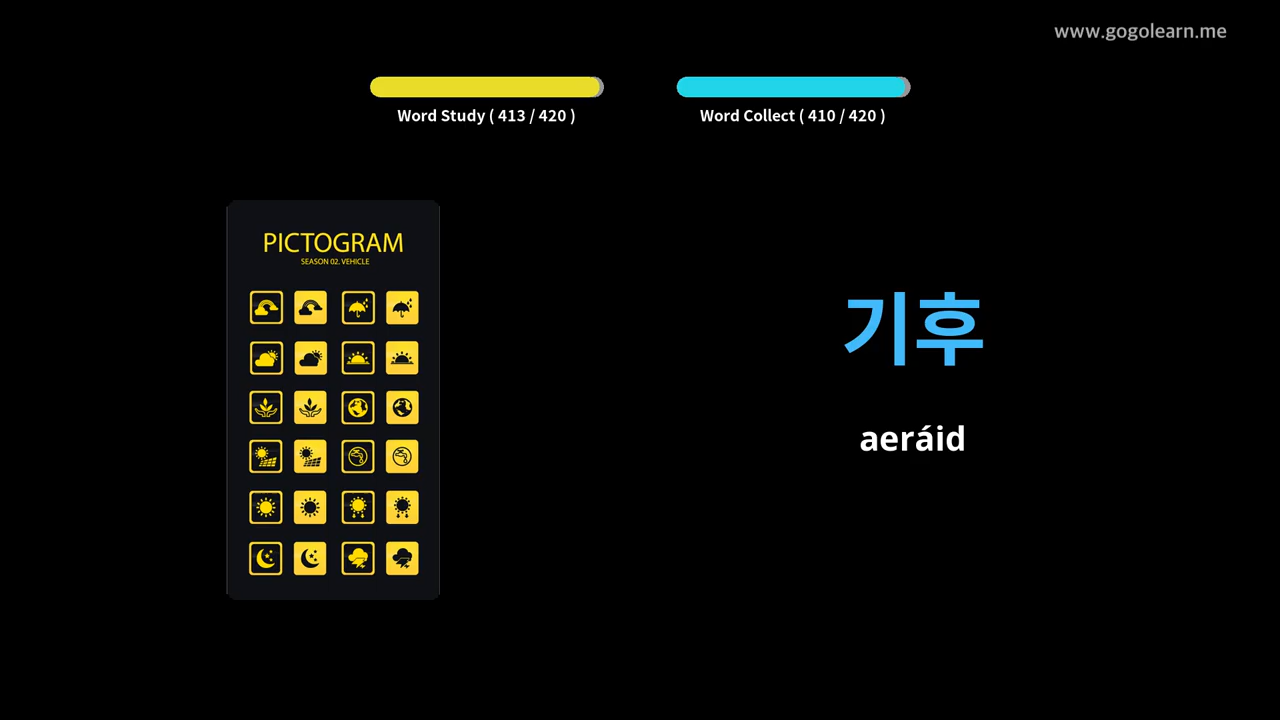 www.gogolearn.me
Word Study ( 413 / 420 )
Word Collect ( 410 / 420 )
PICTOGRAM
SEASON 02. VEHICLE
기후
aeráid